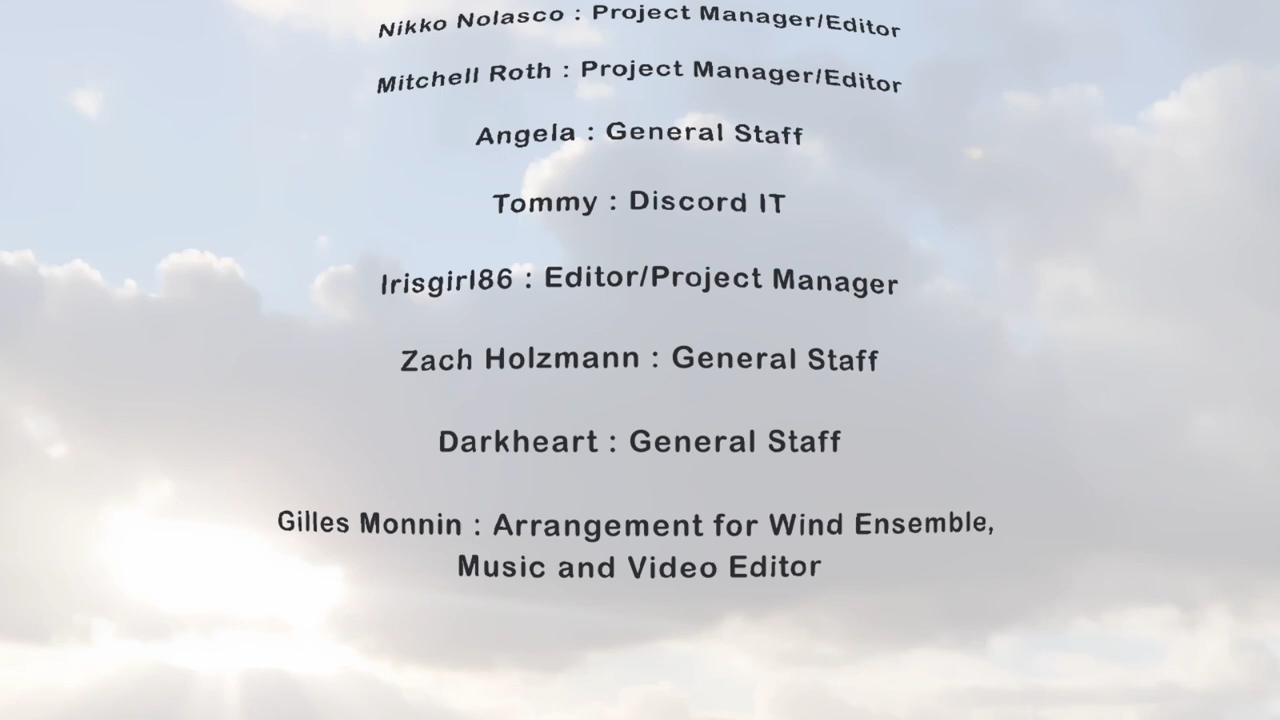 Nikko Nolasco : Project Manager/Editor
Mitchell Roth : Project Manager/Editor
Angela : General Staff
Tommy : Discord IT
Irisgirl86 : Editor/Project Manager
Zach Holzmann : General Staff
Darkheart : General Staff
Gilles Monnin : Arrangement for Wind Ensemble,
Music and Video Editor